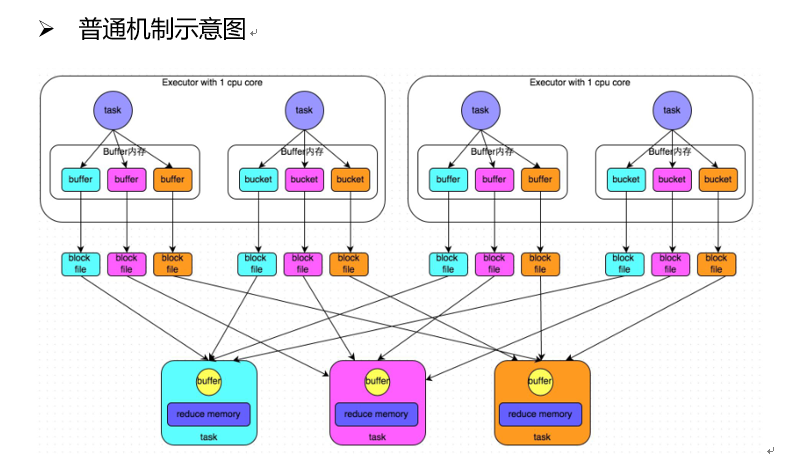 普通机制示意图
Executor with 1 cpu core
Executor with 1 cpu core
task
task
task
task
Buffer内存
Buffer内存
Buffer内存
Buffer内存
buffer
buffer
buffer
bucket
bucket
bucket
buffer
buffer
buffer
bucket
bucket
bucket
block
file
block
file
block
file
block
file
block
file
block
file
block
file
block
file
block
file
block
file
block
file
block
file
buffer
reduce memory
task
buffer
reduce memory
task
buffer
reduce memory
task